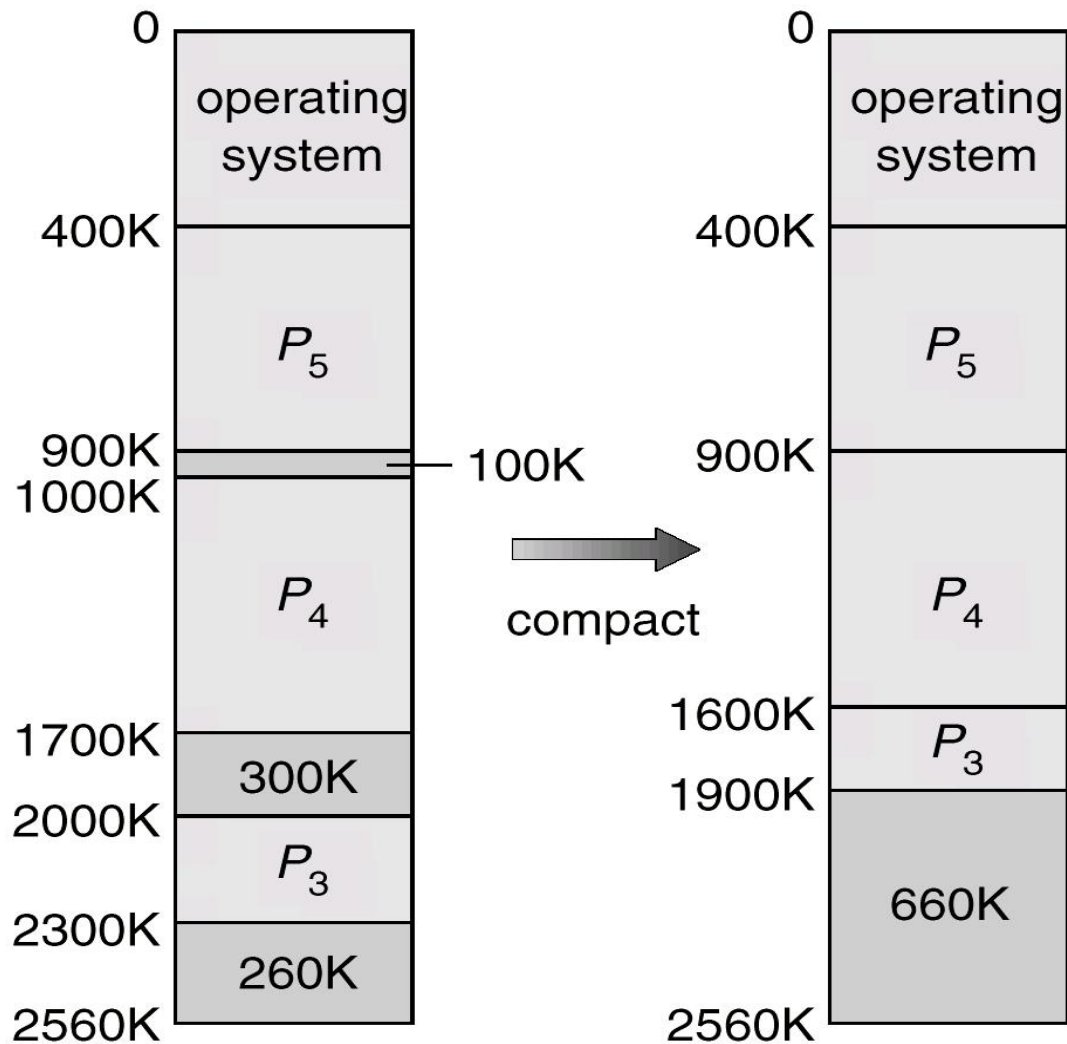 0
operating
system
400K
P5
900K
100K
1000K
P4
1700K
300K
2000K
P3
2300K
260K
2560K
compact
0
operating
system
400K
P5
900K
P4
1600K
P3
1900K
660K
2560K